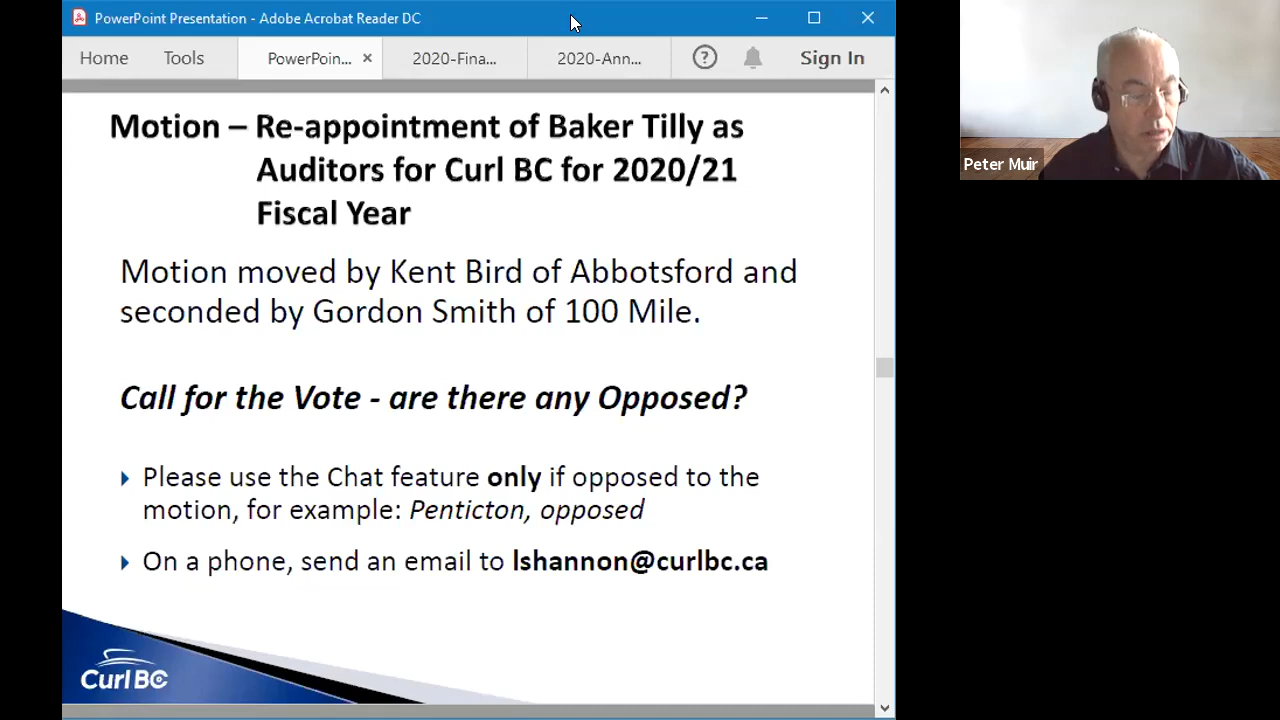 PowerPoint Presentation - Adobe Acrobat Reader DC
Home Tools PowerPoin... × 2020-Fina... 2020-Ann... ? Sign In
Motion – Re-appointment of Baker Tilly as
Auditors for Curl BC for 2020/21
Fiscal Year
Motion moved by Kent Bird of Abbotsford and
seconded by Gordon Smith of 100 Mile.
Call for the Vote - are there any Opposed?
Please use the Chat feature only if opposed to the
motion, for example: Penticton, opposed
On a phone, send an email to lshannon@curlbc.ca
Curl BC
Peter Muir